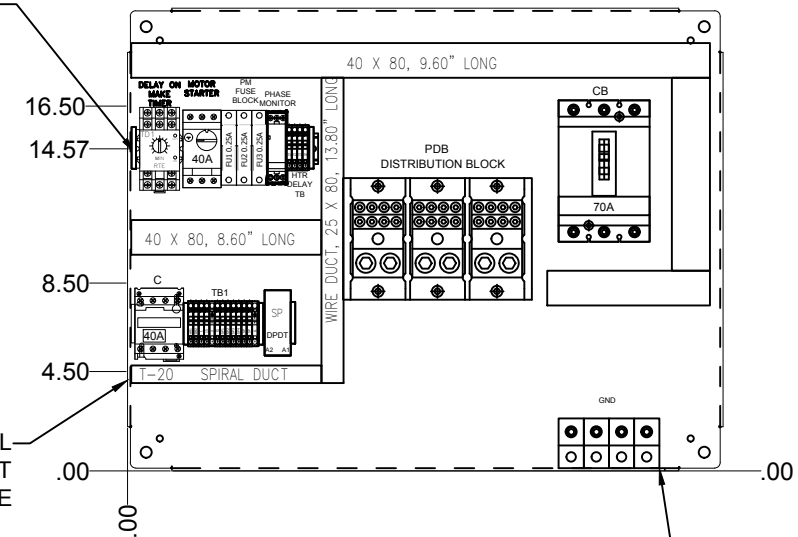 40 X 80, 9.60" LONG
DELAY ON
MAKE
TIMER
MOTOR
STARTER
PM
FUSE
BLOCK
PHASE
MONITOR
CB
16.50
14.57
TD1
MIN
RTE
40A
FU1 0.25A
FU2 0.25A
FU3 0.25A
HTR
DELAY
TB
WIRE DUCT, 25 X 80, 13.80" LONG
PDB
DISTRIBUTION BLOCK
70A
40 X 80, 8.60" LONG
8.50
C
TB1
SP
40A
DPDT
A2 A1
4.50
T-20 SPIRAL DUCT
GND
L
T
E
.00
.00
.00